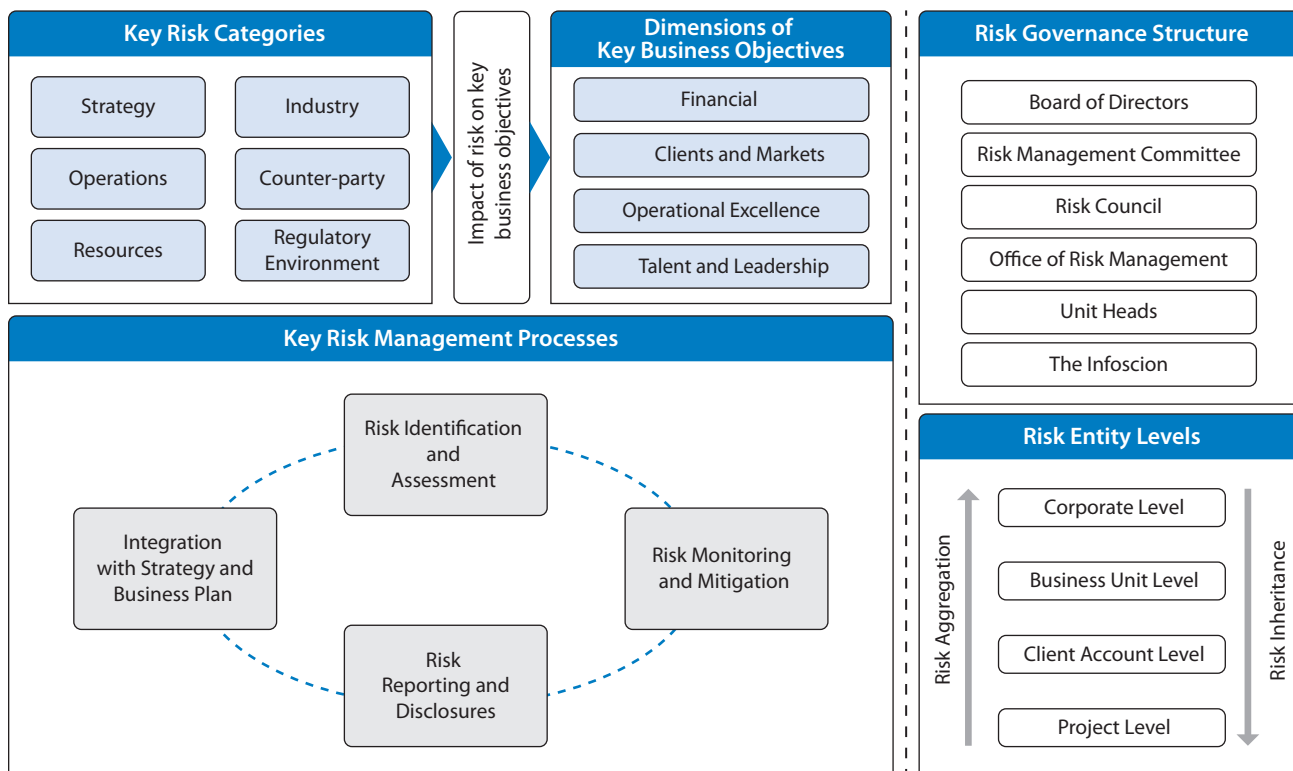 Key Risk Categories
Strategy
Industry
Operations
Counter-party
Resources
Regulatory
Environment
Impact of risk on key
business objectives
Dimensions of
Key Business Objectives
Financial
Clients and Markets
Operational Excellence
Talent and Leadership
Key Risk Management Processes
Risk Identification
and
Assessment
Integration
with Strategy and
Business Plan
Risk Monitoring
and Mitigation
Risk
Reporting and
Disclosures
Risk Governance Structure
Board of Directors
Risk Management Committee
Risk Council
Office of Risk Management
Unit Heads
The Infoscion
Risk Entity Levels
Risk Aggregation
Corporate Level
Business Unit Level
Client Account Level
Project Level
Risk Inheritance